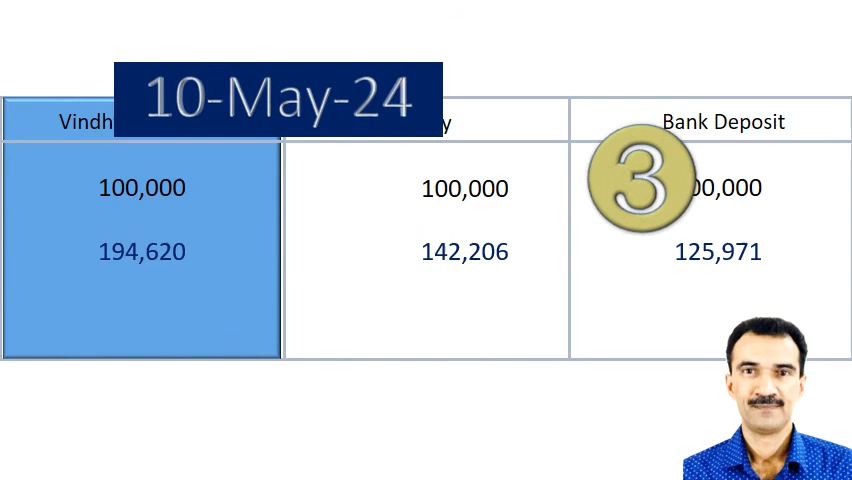 10-May-24
Bank Deposit
100,000 100,000
194,620 142,206 125,971
3